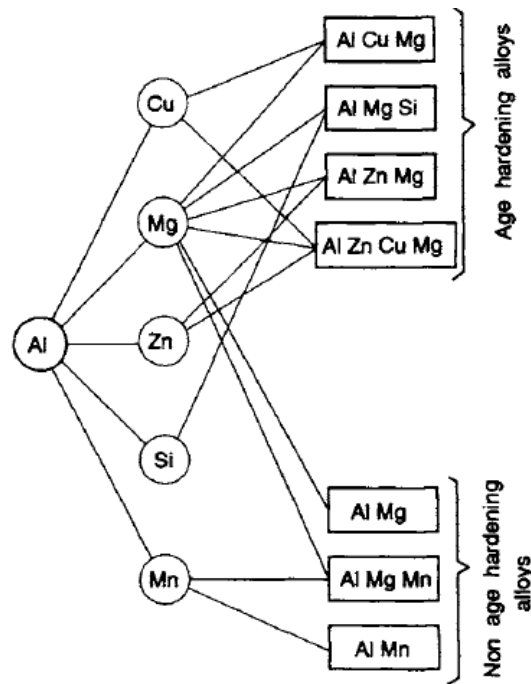 Al
Cu
Mg
Zn
Si
Mn
Al Cu Mg
Al Mg Si
Al Zn Mg
Al Zn Cu Mg
Age hardening alloys
Al Mg
Al Mg Mn
Al Mn
Non age hardening
alloys